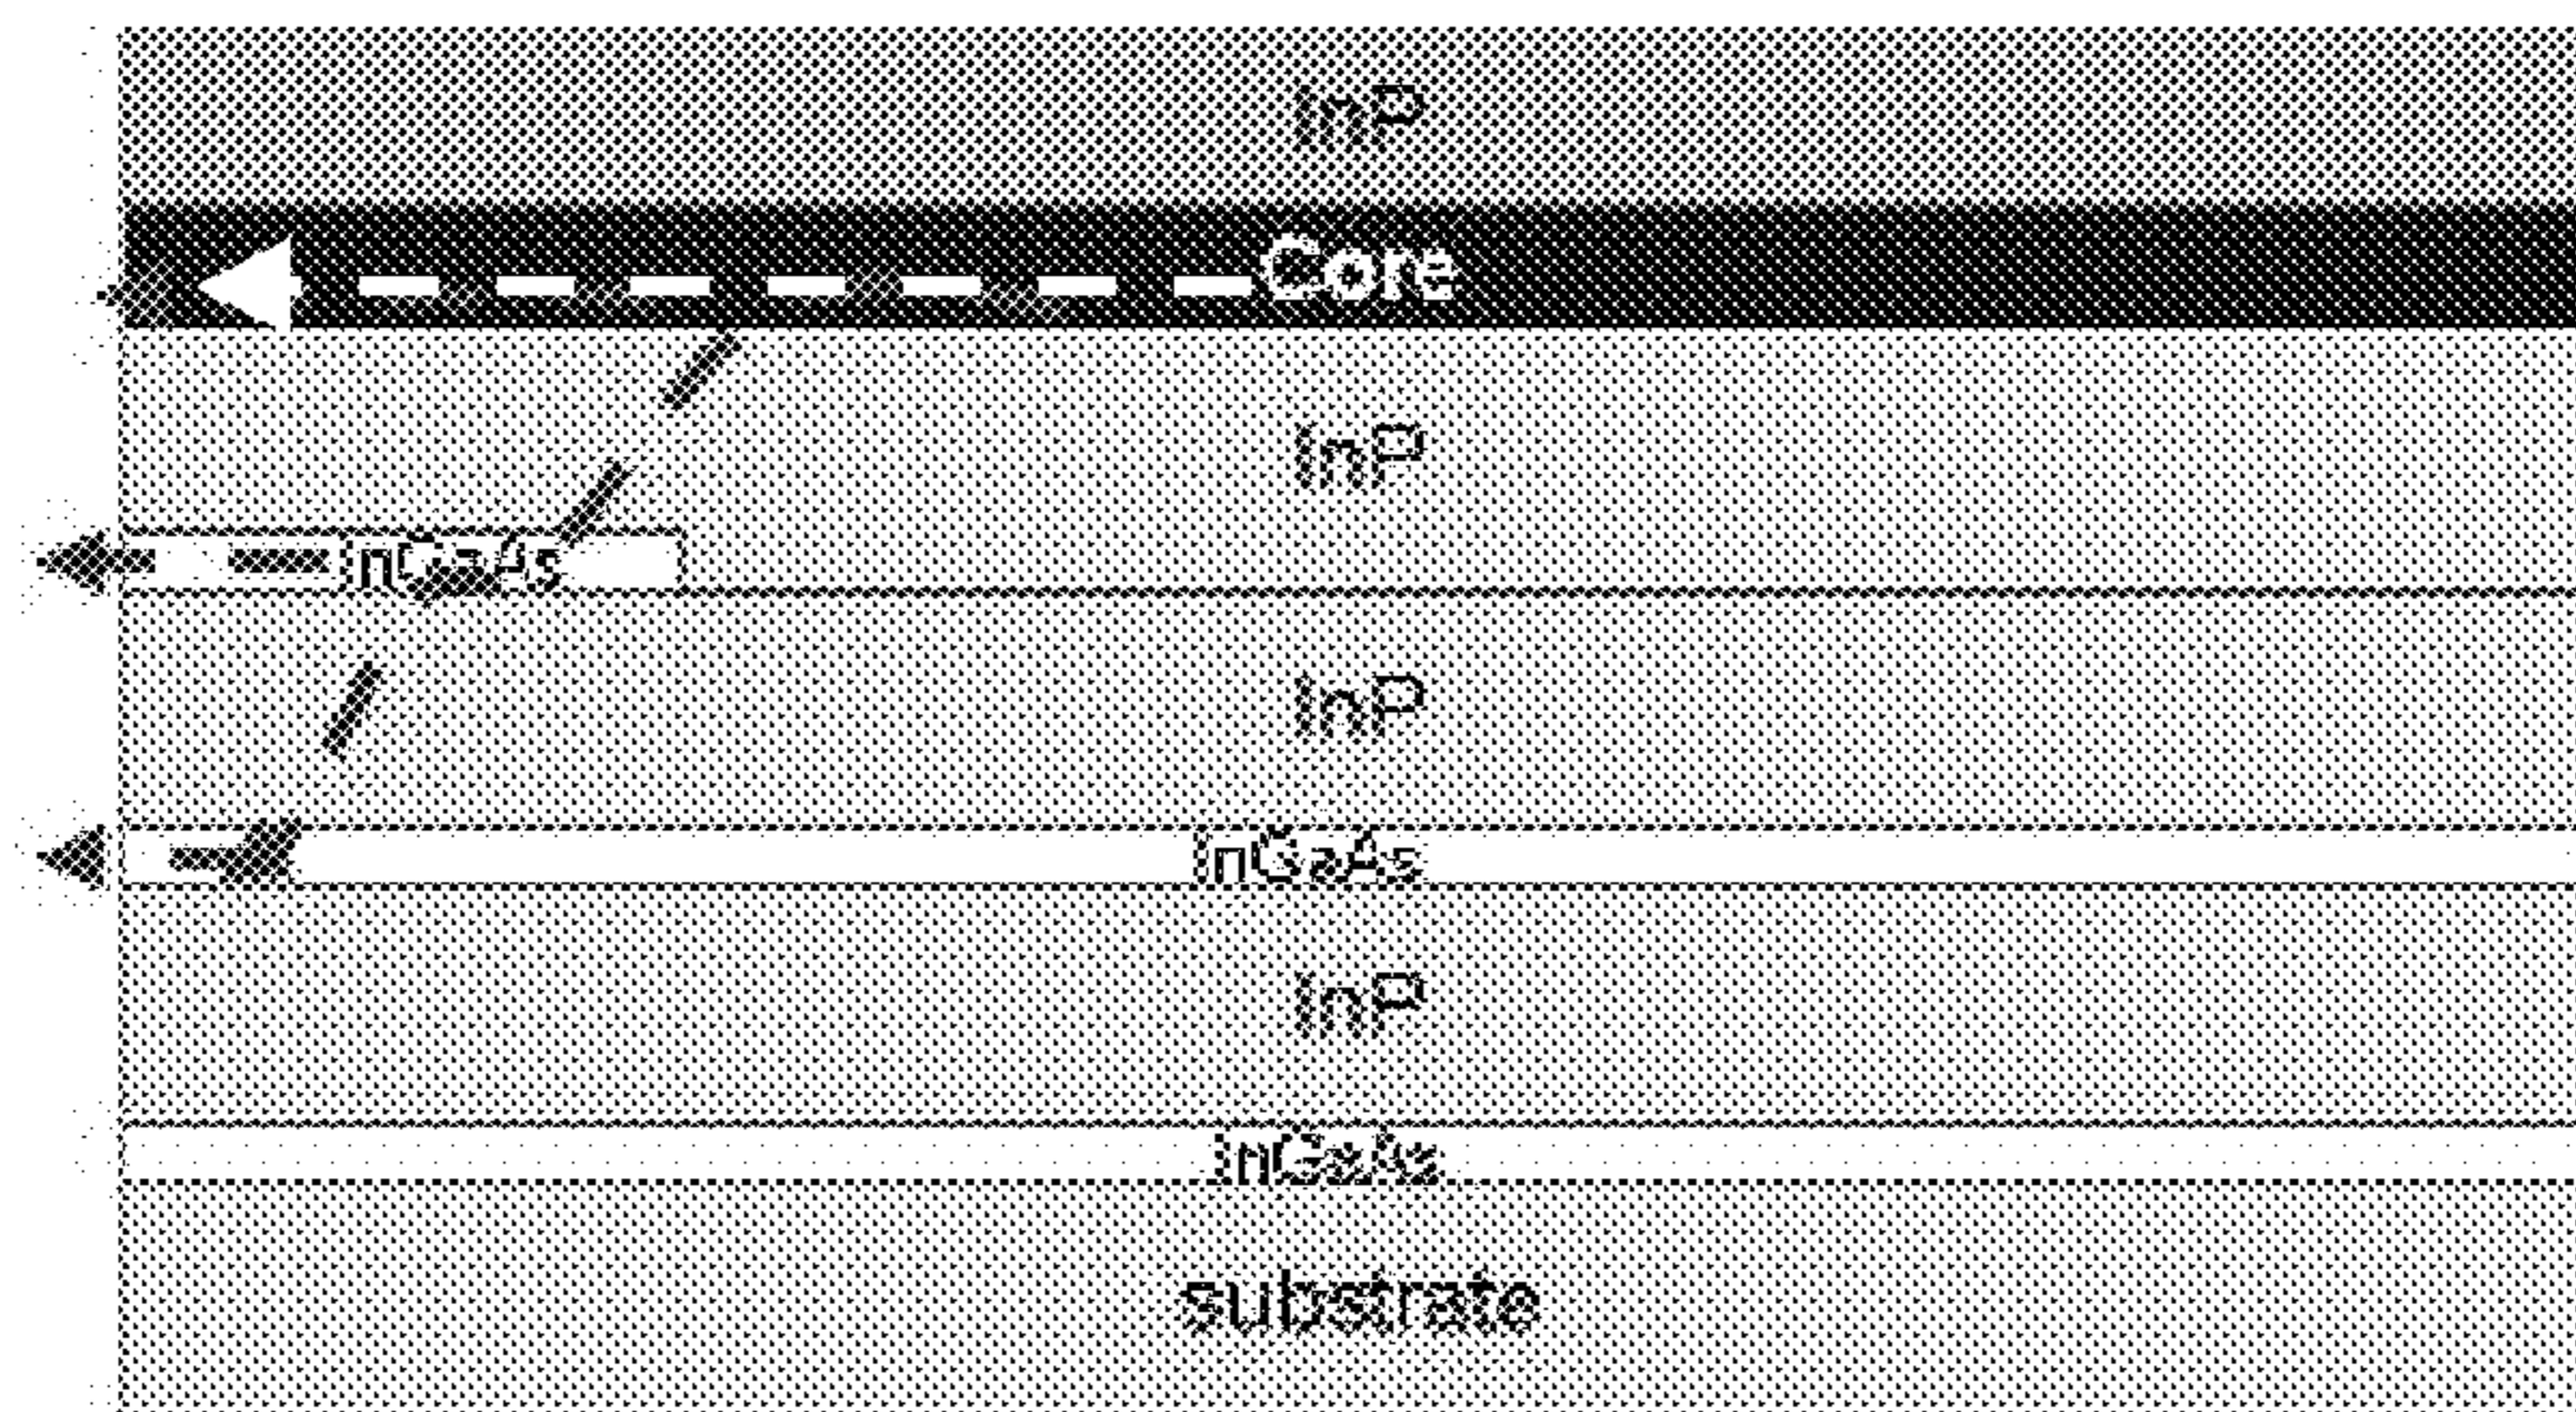 InP
Core
InP
InGaAs
InP
InGaAs
InP
InGaAs
substrate